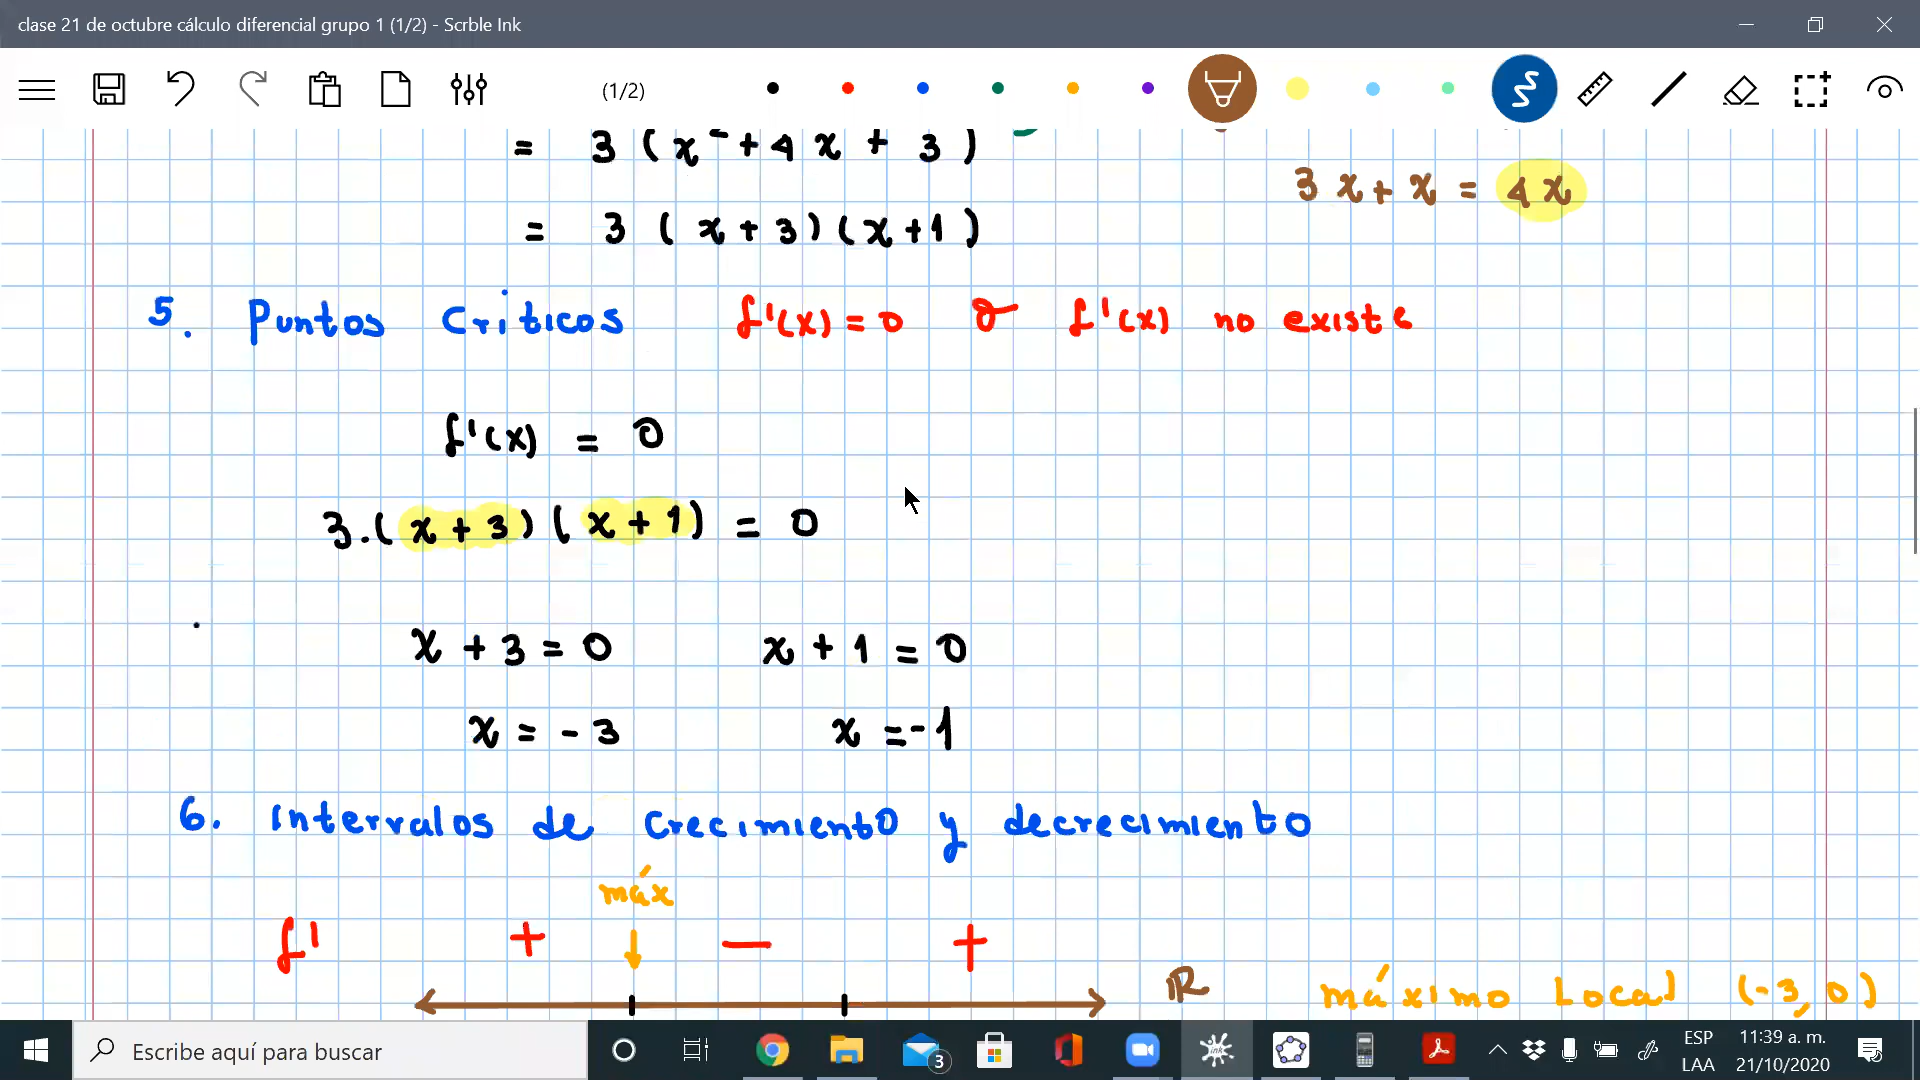 clase 21 de octubre cálculo diferencial grupo 1 (1/2) - Scrble Ink
(1/2)
= 3 (x² + 4x + 3)
3x + x = 4x
= 3 (x+3)(x+1)
5. Puntos Críticos f'(x) = 0 o f'(x) no existe
f'(x) = 0
3.(x+3)(x+1) = 0
x + 3 = 0 x + 1 = 0
x = -3 x = -1
6. Intervalos de crecimiento y decrecimiento
máx
f' + — +
ℝ máximo Local (-3, 0)
Escribe aquí para buscar
3
ESP 11:39 a. m.
LAA 21/10/2020